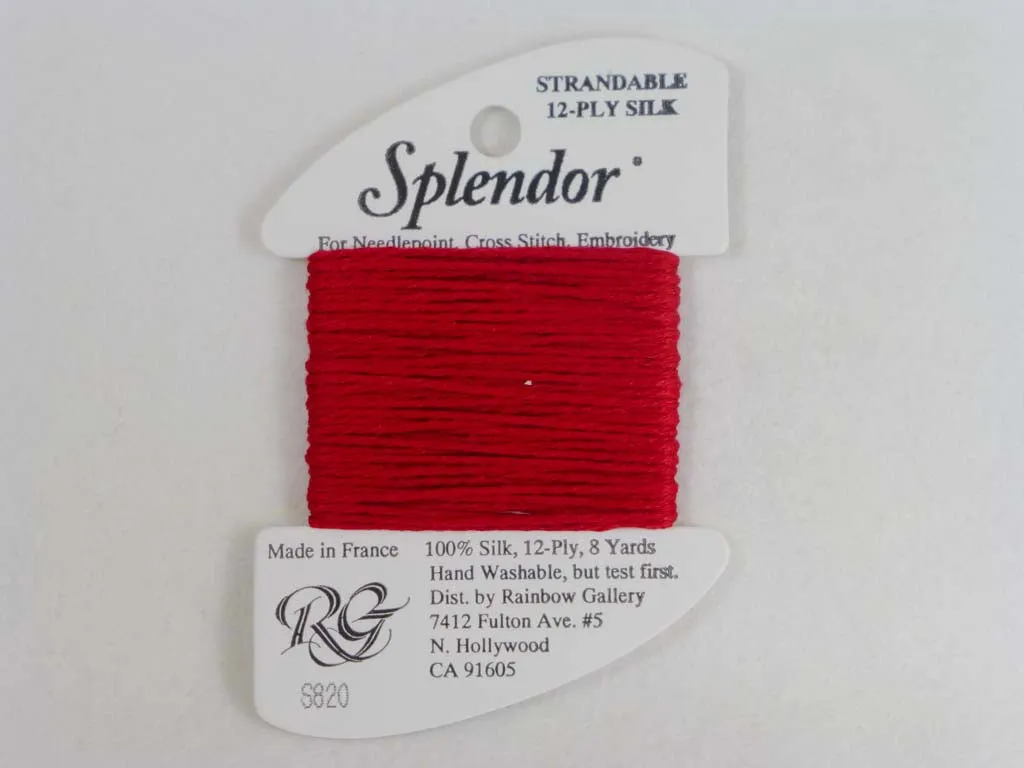 STRANDABLE
12-PLY SILK
Splendor®
For Needlepoint, Cross Stitch, Embroidery
Made in France
100% Silk, 12-Ply, 8 Yards
Hand Washable, but test first.
Dist. by Rainbow Gallery
7412 Fulton Ave. #5
N. Hollywood
CA 91605
RG
S820